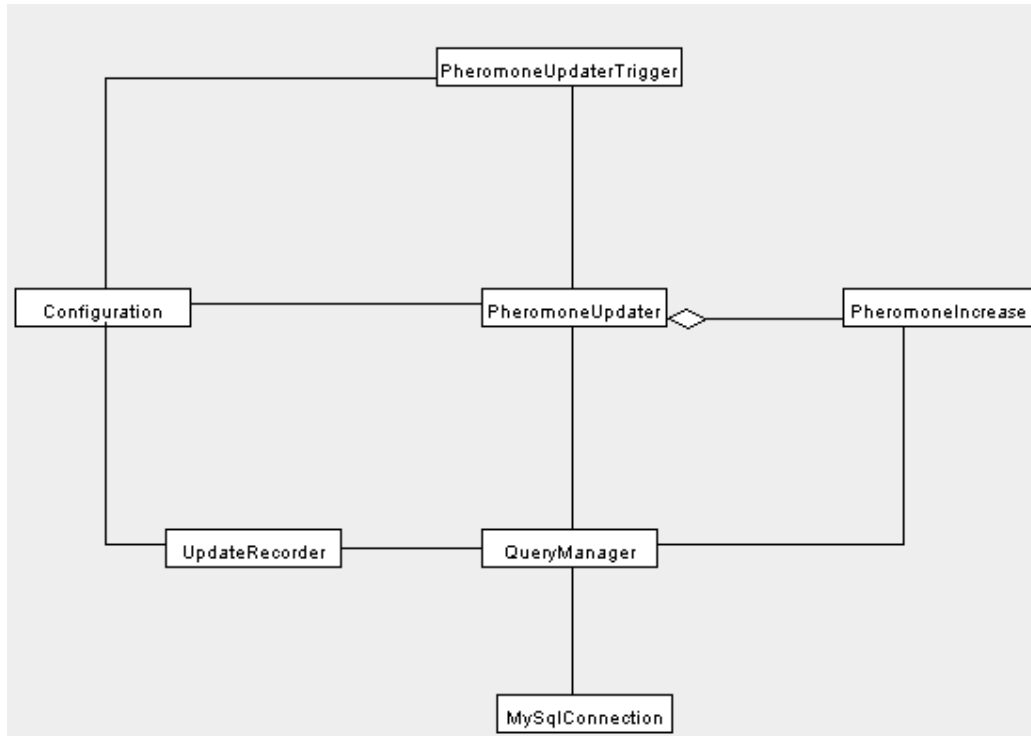 PheromoneUpdaterTrigger
Configuration
PheromoneUpdater
PheromoneIncrease
UpdateRecorder
QueryManager
MySqlConnection